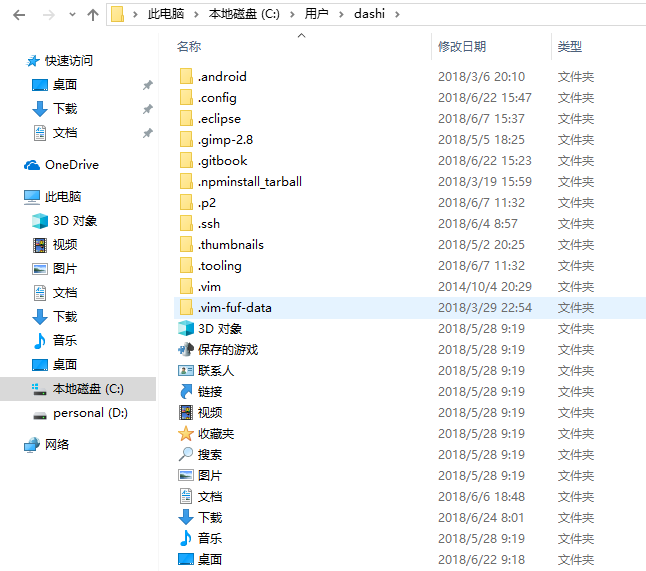 此电脑 › 本地磁盘 (C:) › 用户 › dashi ›
快速访问
桌面
下载
文档
OneDrive
此电脑
3D 对象
视频
图片
文档
下载
音乐
桌面
本地磁盘 (C:)
personal (D:)
网络
名称 修改日期 类型
.android 2018/3/6 20:10 文件夹
.config 2018/6/22 15:47 文件夹
.eclipse 2018/6/7 15:37 文件夹
.gimp-2.8 2018/5/5 18:25 文件夹
.gitbook 2018/6/22 15:23 文件夹
.npminstall_tarball 2018/3/19 15:59 文件夹
.p2 2018/6/7 11:32 文件夹
.ssh 2018/6/4 8:57 文件夹
.thumbnails 2018/5/2 20:25 文件夹
.tooling 2018/6/7 11:32 文件夹
.vim 2014/10/4 20:29 文件夹
.vim-fuf-data 2018/3/29 22:54 文件夹
3D 对象 2018/5/28 9:19 文件夹
保存的游戏 2018/5/28 9:19 文件夹
联系人 2018/5/28 9:19 文件夹
链接 2018/5/28 9:19 文件夹
视频 2018/5/28 9:19 文件夹
收藏夹 2018/5/28 9:19 文件夹
搜索 2018/5/28 9:19 文件夹
图片 2018/5/28 9:19 文件夹
文档 2018/6/6 18:48 文件夹
下载 2018/6/24 8:01 文件夹
音乐 2018/5/28 9:19 文件夹
桌面 2018/6/22 9:18 文件夹